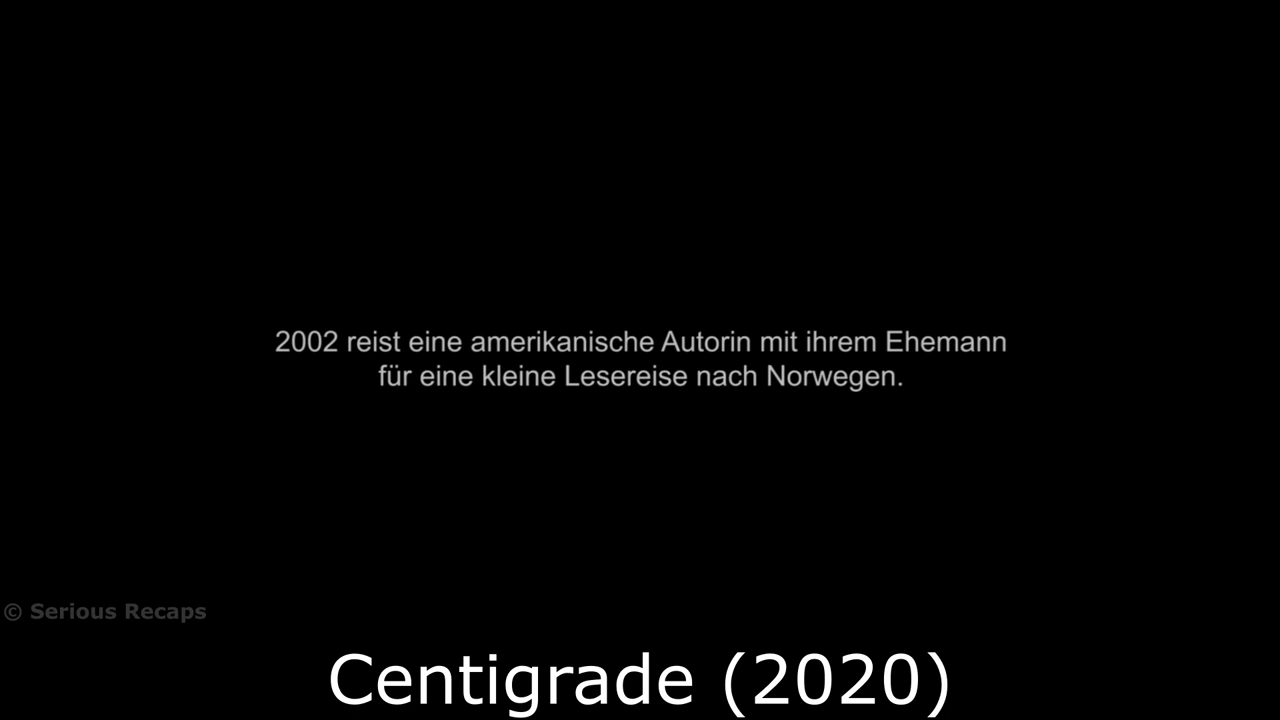 2002 reist eine amerikanische Autorin mit ihrem Ehemann
für eine kleine Lesereise nach Norwegen.
© Serious Recaps
Centigrade (2020)